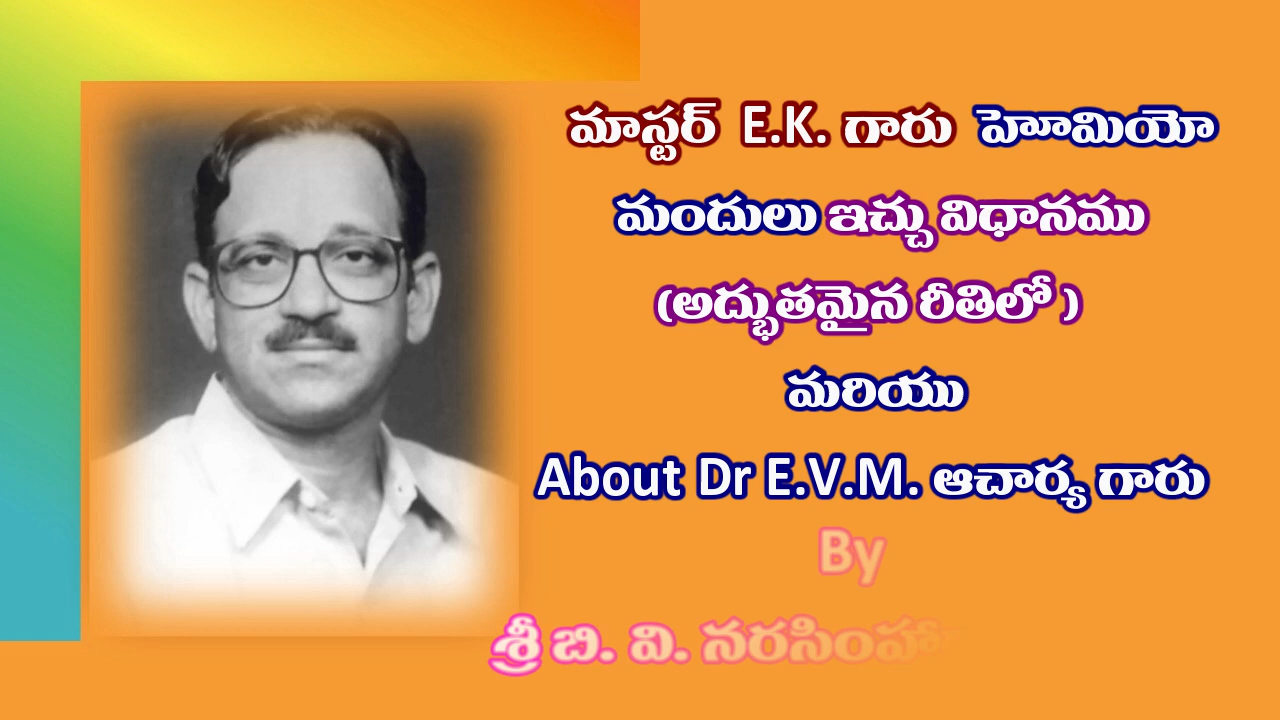 మాస్టర్ E.K. గారు హెూమియో
మందులు ఇచ్చు విధానము
(అద్భుతమైన రీతిలో )
మరియు
About Dr E.V.M. ఆచార్య గారు
By
శ్రీ బి. వి. నరసింహా